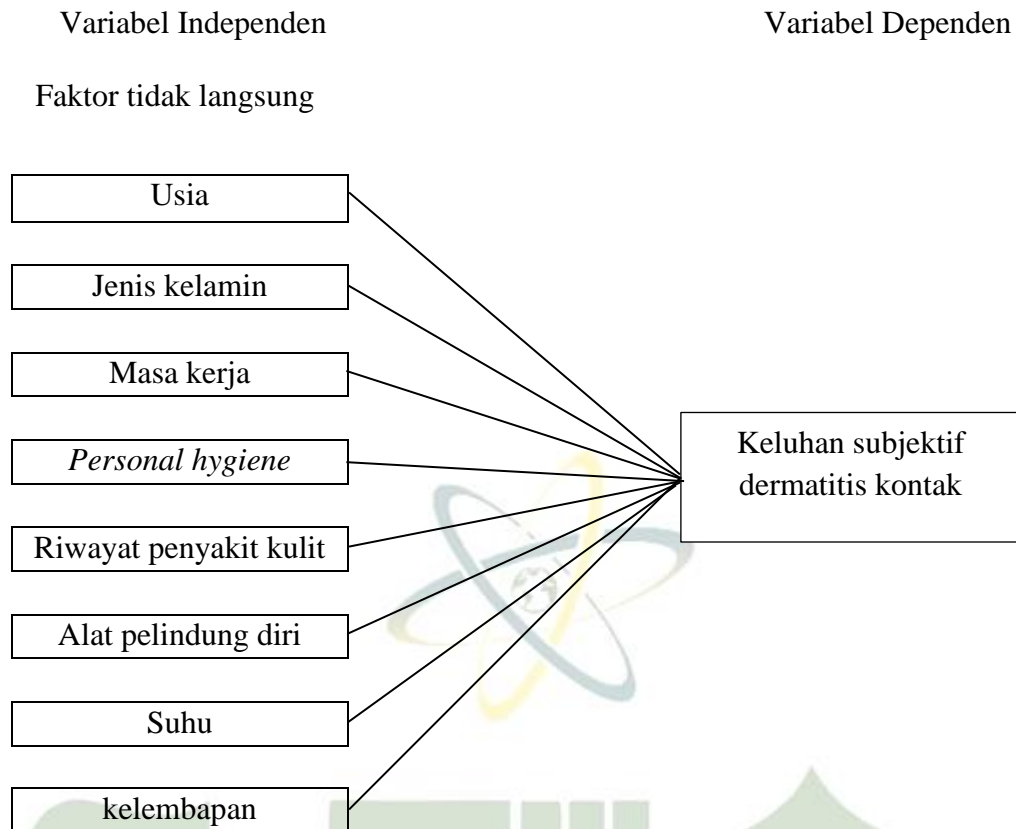 Variabel Independen Variabel Dependen
Faktor tidak langsung
Usia
Jenis kelamin
Masa kerja
Personal hygiene
Riwayat penyakit kulit
Alat pelindung diri
Suhu
kelembapan
Keluhan subjektif
dermatitis kontak